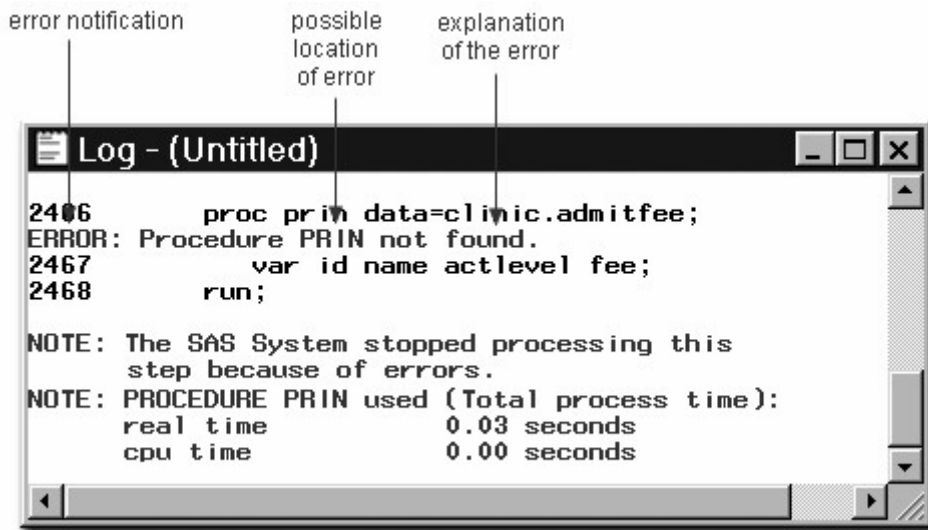 error notification
possible location of error
explanation of the error
Log - (Untitled)
2466 proc prin data=clinic.admitfee;
ERROR: Procedure PRIN not found.
2467 var id name actlevel fee;
2468 run;
NOTE: The SAS System stopped processing this
step because of errors.
NOTE: PROCEDURE PRIN used (Total process time):
real time 0.03 seconds
cpu time 0.00 seconds